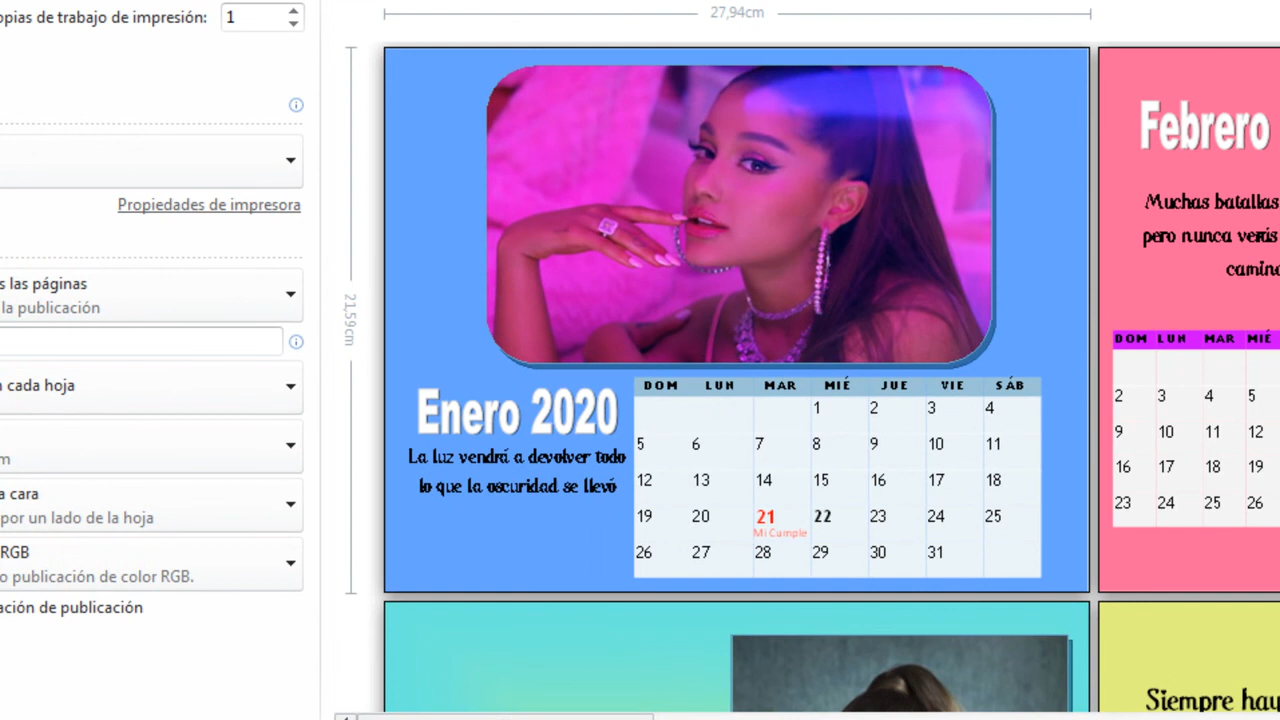 opias de trabajo de impresión: 1
Propiedades de impresora
s las páginas
la publicación
cada hoja
m
a cara
por un lado de la hoja
RGB
o publicación de color RGB.
ación de publicación
27,94cm
21,59cm
Enero 2020
La luz vendrá a devolver todo
lo que la oscuridad se llevó
DOM LUN MAR MIÉ JUE VIE SÁB
1 2 3 4
5 6 7 8 9 10 11
12 13 14 15 16 17 18
19 20 21 22 23 24 25
Mi Cumple
26 27 28 29 30 31
Febrero
Muchas batallas
pero nunca verás
camino
DOM LUN MAR MIÉ
2 3 4 5
9 10 11 12
16 17 18 19
23 24 25 26
Siempre hay